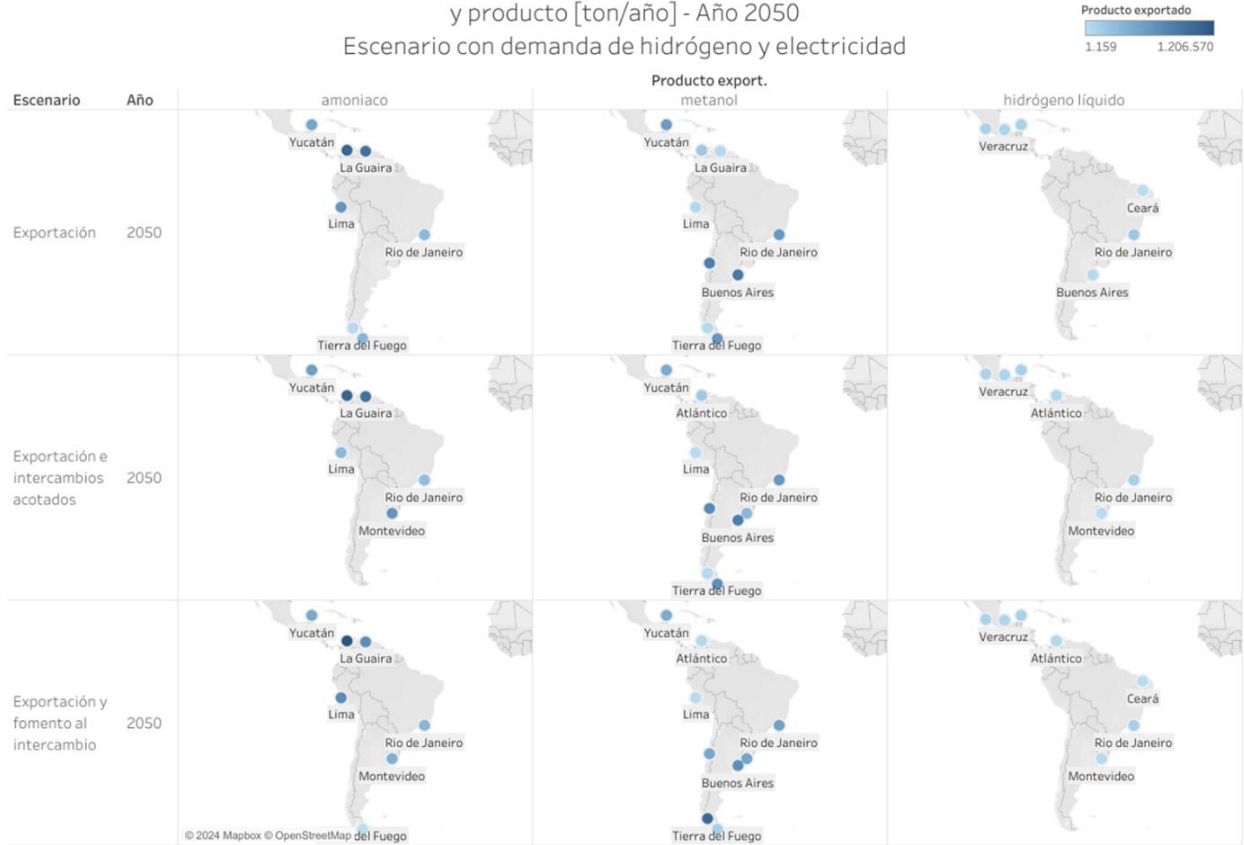 y producto [ton/año] - Año 2050
Escenario con demanda de hidrógeno y electricidad
Producto exportado
1.159 1.206.570
Producto export.
Escenario Año amoniaco metanol hidrógeno líquido
Exportación 2050
Yucatán
La Guaira
Lima
Rio de Janeiro
Tierra del Fuego
Yucatán
La Guaira
Lima
Rio de Janeiro
Buenos Aires
Tierra del Fuego
Veracruz
Ceará
Rio de Janeiro
Buenos Aires
Exportación e
intercambios
acotados
2050
Yucatán
La Guaira
Lima
Rio de Janeiro
Montevideo
Yucatán
Atlántico
Lima
Rio de Janeiro
Buenos Aires
Tierra del Fuego
Veracruz
Atlántico
Rio de Janeiro
Montevideo
Exportación y
fomento al
intercambio
2050
Yucatán
La Guaira
Lima
Rio de Janeiro
Montevideo
© 2024 Mapbox © OpenStreetMap del Fuego
Yucatán
Atlántico
Lima
Rio de Janeiro
Buenos Aires
Tierra del Fuego
Veracruz
Atlántico
Ceará
Rio de Janeiro
Montevideo